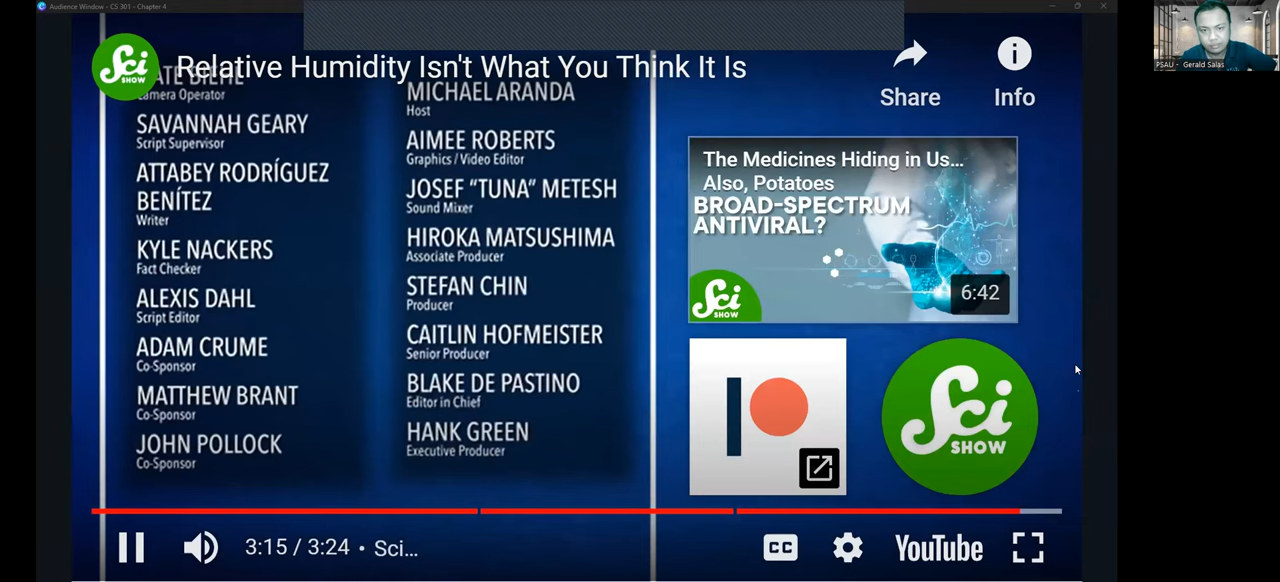 Audience Window - CS 301 - Chapter 4
Sci
SHOW
Relative Humidity Isn't What You Think It Is
Share
Info
Camera Operator
SAVANNAH GEARY
Script Supervisor
ATTABEY RODRÍGUEZ
BENÍTEZ
Writer
KYLE NACKERS
Fact Checker
ALEXIS DAHL
Script Editor
ADAM CRUME
Co-Sponsor
MATTHEW BRANT
Co-Sponsor
JOHN POLLOCK
Co-Sponsor
MICHAEL ARANDA
Host
AIMEE ROBERTS
Graphics / Video Editor
JOSEF “TUNA” METESH
Sound Mixer
HIROKA MATSUSHIMA
Associate Producer
STEFAN CHIN
Producer
CAITLIN HOFMEISTER
Senior Producer
BLAKE DE PASTINO
Editor in Chief
HANK GREEN
Executive Producer
The Medicines Hiding in Us…
Also, Potatoes
BROAD-SPECTRUM
ANTIVIRAL?
Sci
SHOW
6:42
Sci
SHOW
3:15 / 3:24 • Sci…
CC
YouTube
PSAU - Gerald Salas